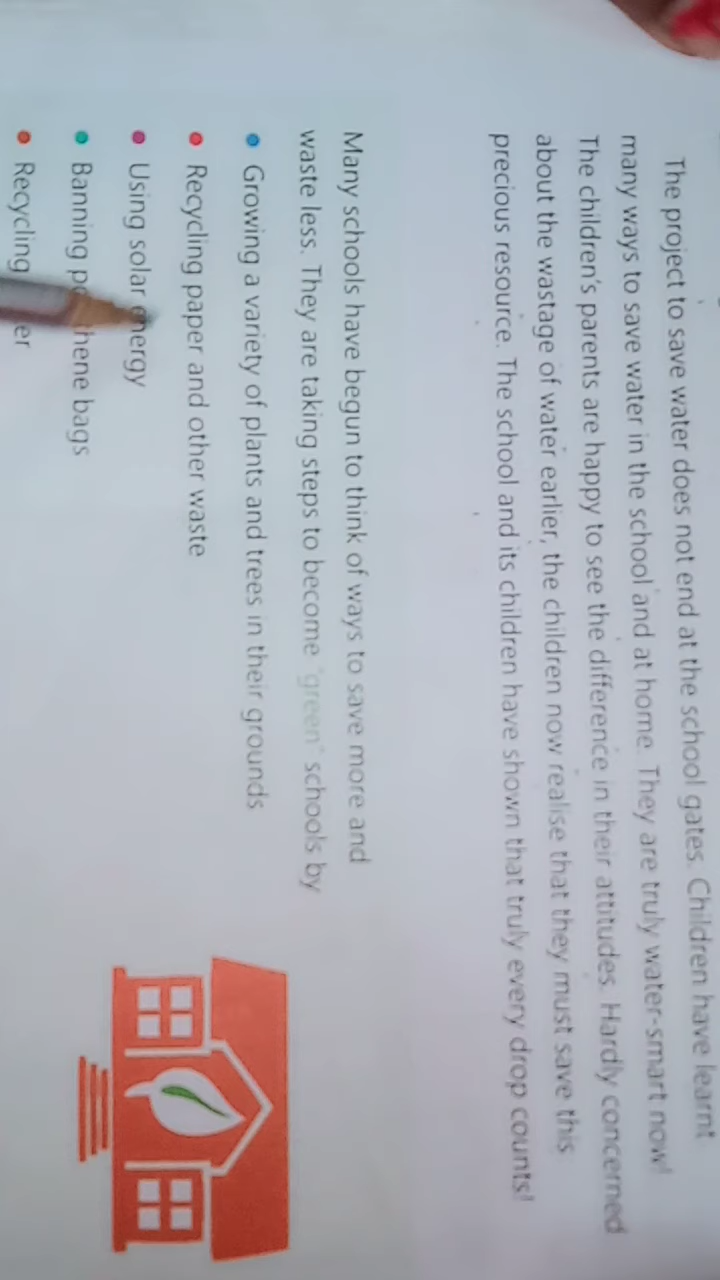 The project to save water does not end at the school gates. Children have learnt
many ways to save water in the school and at home. They are truly water-smart now!
The children's parents are happy to see the difference in their attitudes. Hardly concerned
about the wastage of water earlier, the children now realise that they must save this
precious resource. The school and its children have shown that truly every drop counts!
Many schools have begun to think of ways to save more and
waste less. They are taking steps to become 'green' schools by
• Growing a variety of plants and trees in their grounds
• Recycling paper and other waste
• Using solar energy
• Banning hene bags
• Recycling er